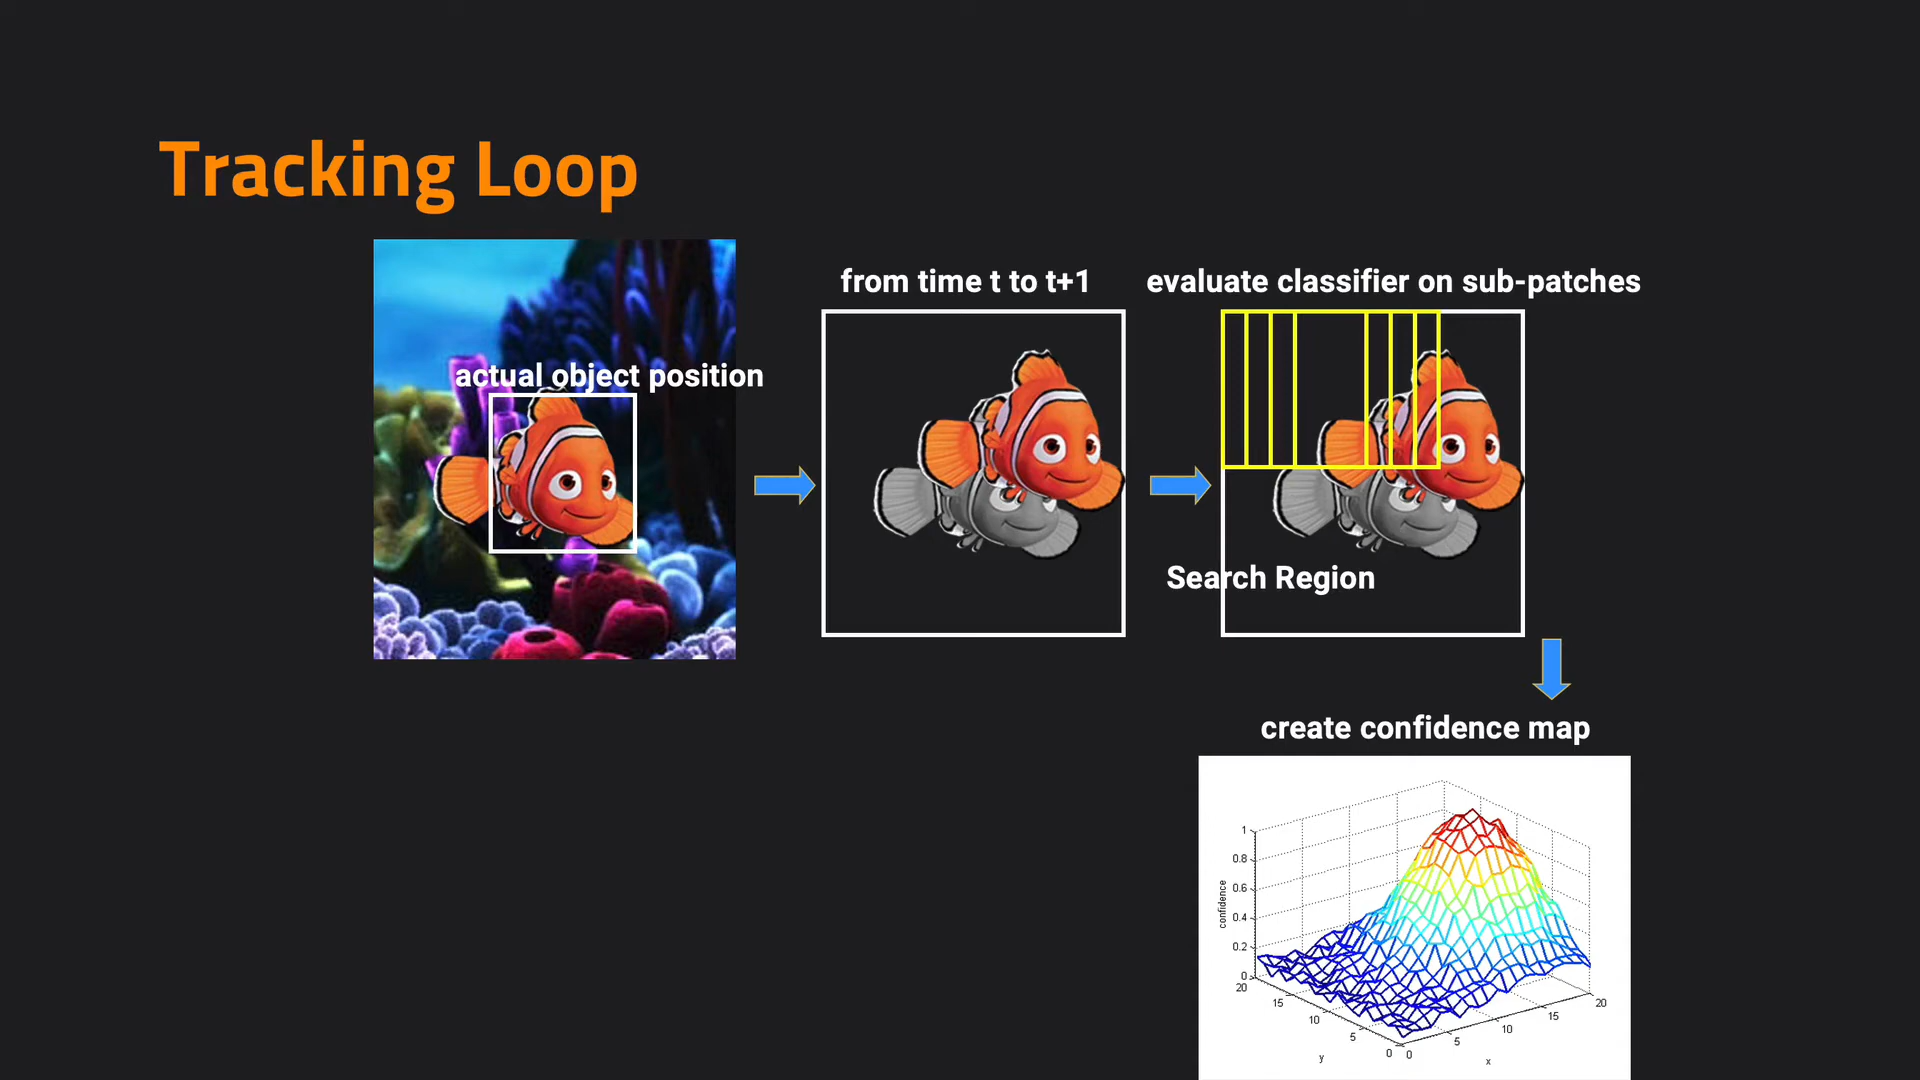 Tracking Loop
from time t to t+1
evaluate classifier on sub-patches
actual object position
Search Region
create confidence map
1
0.8
0.6
0.4
0.2
0
confidence
20
15
10
5
0
y
0
5
10
15
20
x